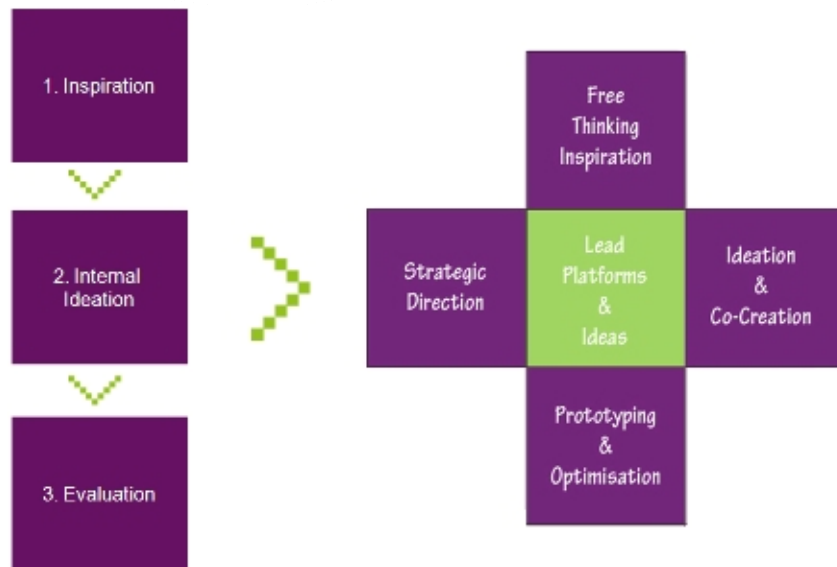 1. Inspiration
2. Internal
Ideation
3. Evaluation
Free
Thinking
Inspiration
Strategic
Direction
Lead
Platforms
&
Ideas
Ideation
&
Co-Creation
Prototyping
&
Optimisation